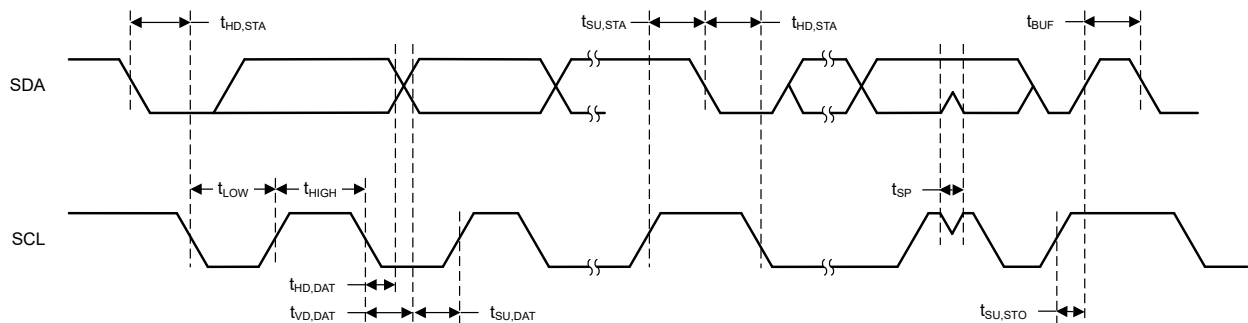 tHD,STA
tSU,STA
tHD,STA
tBUF
SDA
tLOW
tHIGH
tSP
SCL
tHD,DAT
tVD,DAT
tSU,DAT
tSU,STO